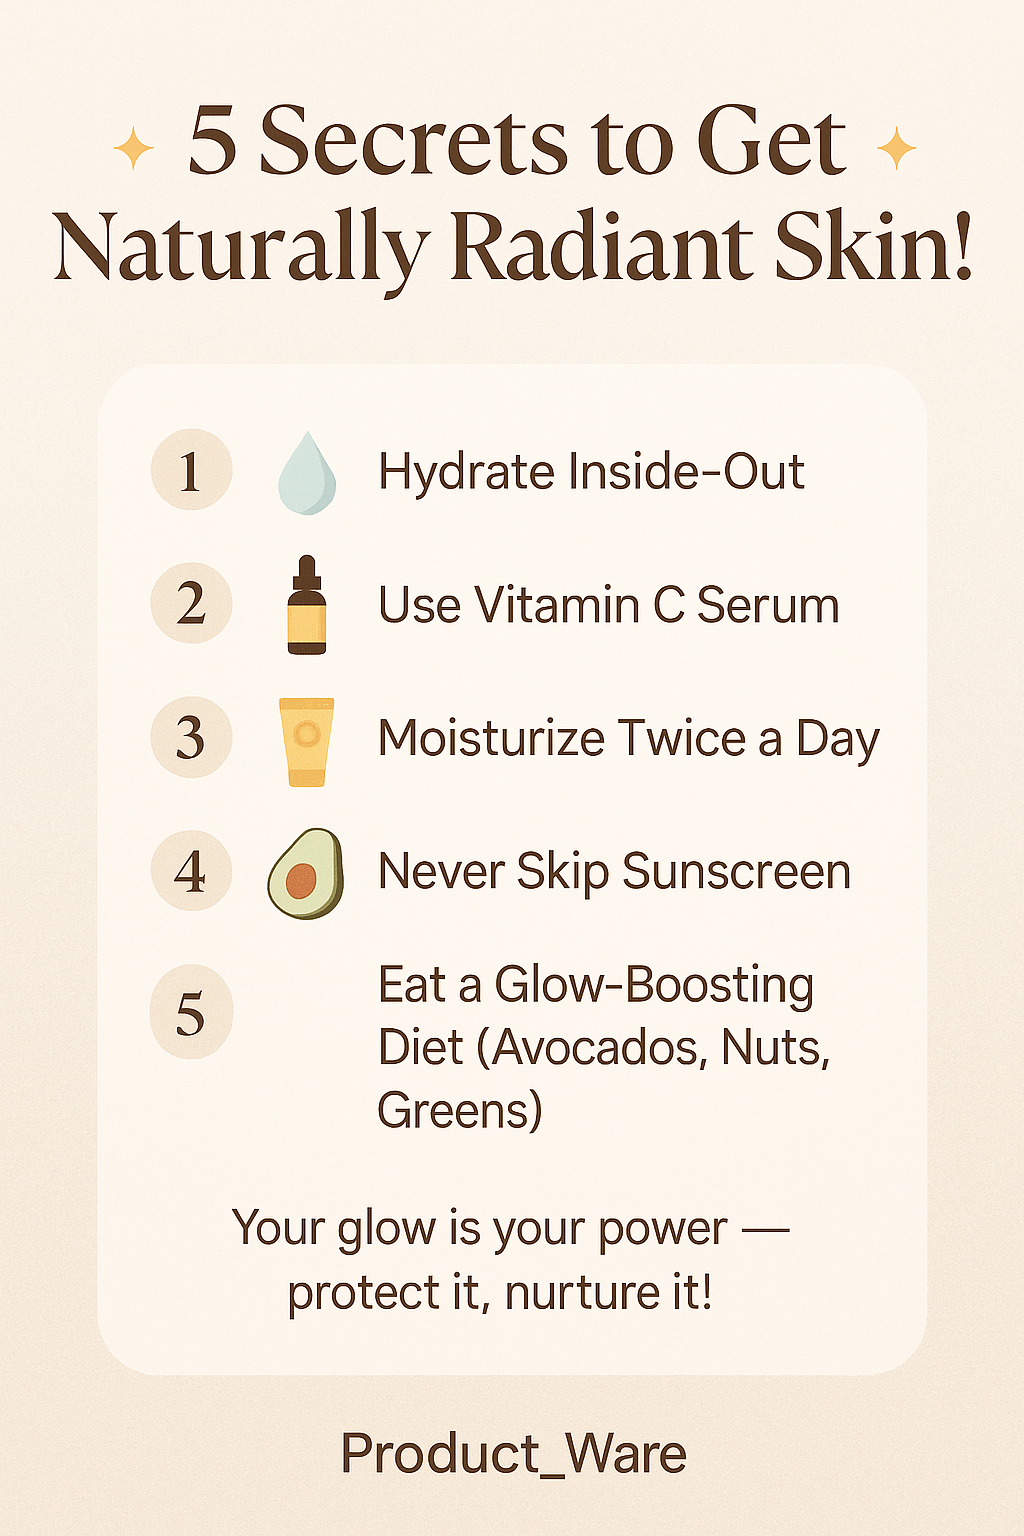 5 Secrets to Get
Naturally Radiant Skin!
1 Hydrate Inside-Out
2 Use Vitamin C Serum
3 Moisturize Twice a Day
4 Never Skip Sunscreen
5 Eat a Glow-Boosting
Diet (Avocados, Nuts,
Greens)
Your glow is your power —
protect it, nurture it!
Product_Ware